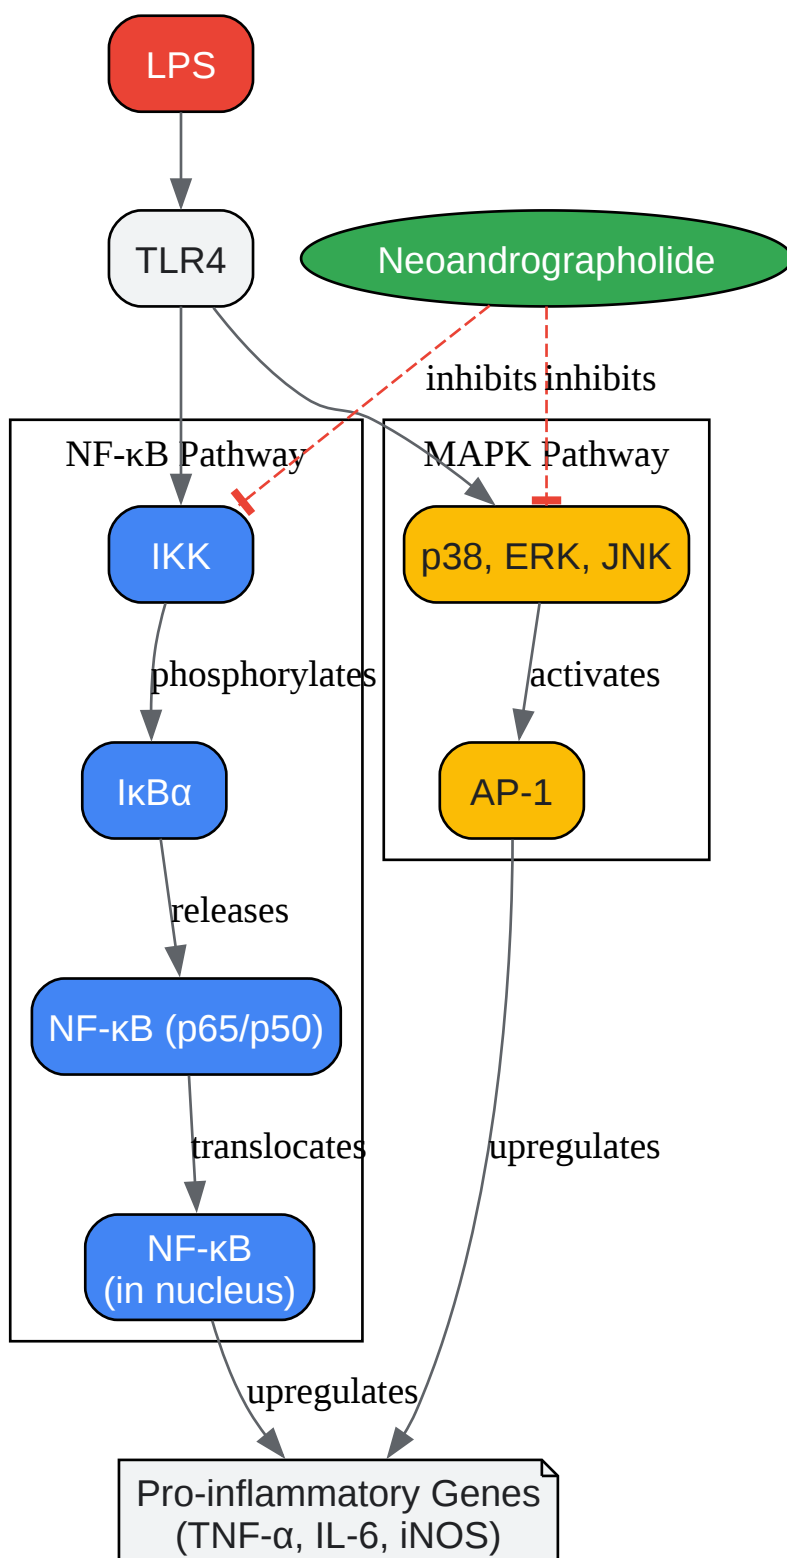 LPS
TLR4
Neoandrographolide
inhibits
inhibits
NF-κB Pathway
MAPK Pathway
IKK
p38, ERK, JNK
phosphorylates
activates
IκBα
AP-1
releases
NF-κB (p65/p50)
translocates
upregulates
NF-κB
(in nucleus)
upregulates
Pro-inflammatory Genes
(TNF-α, IL-6, iNOS)